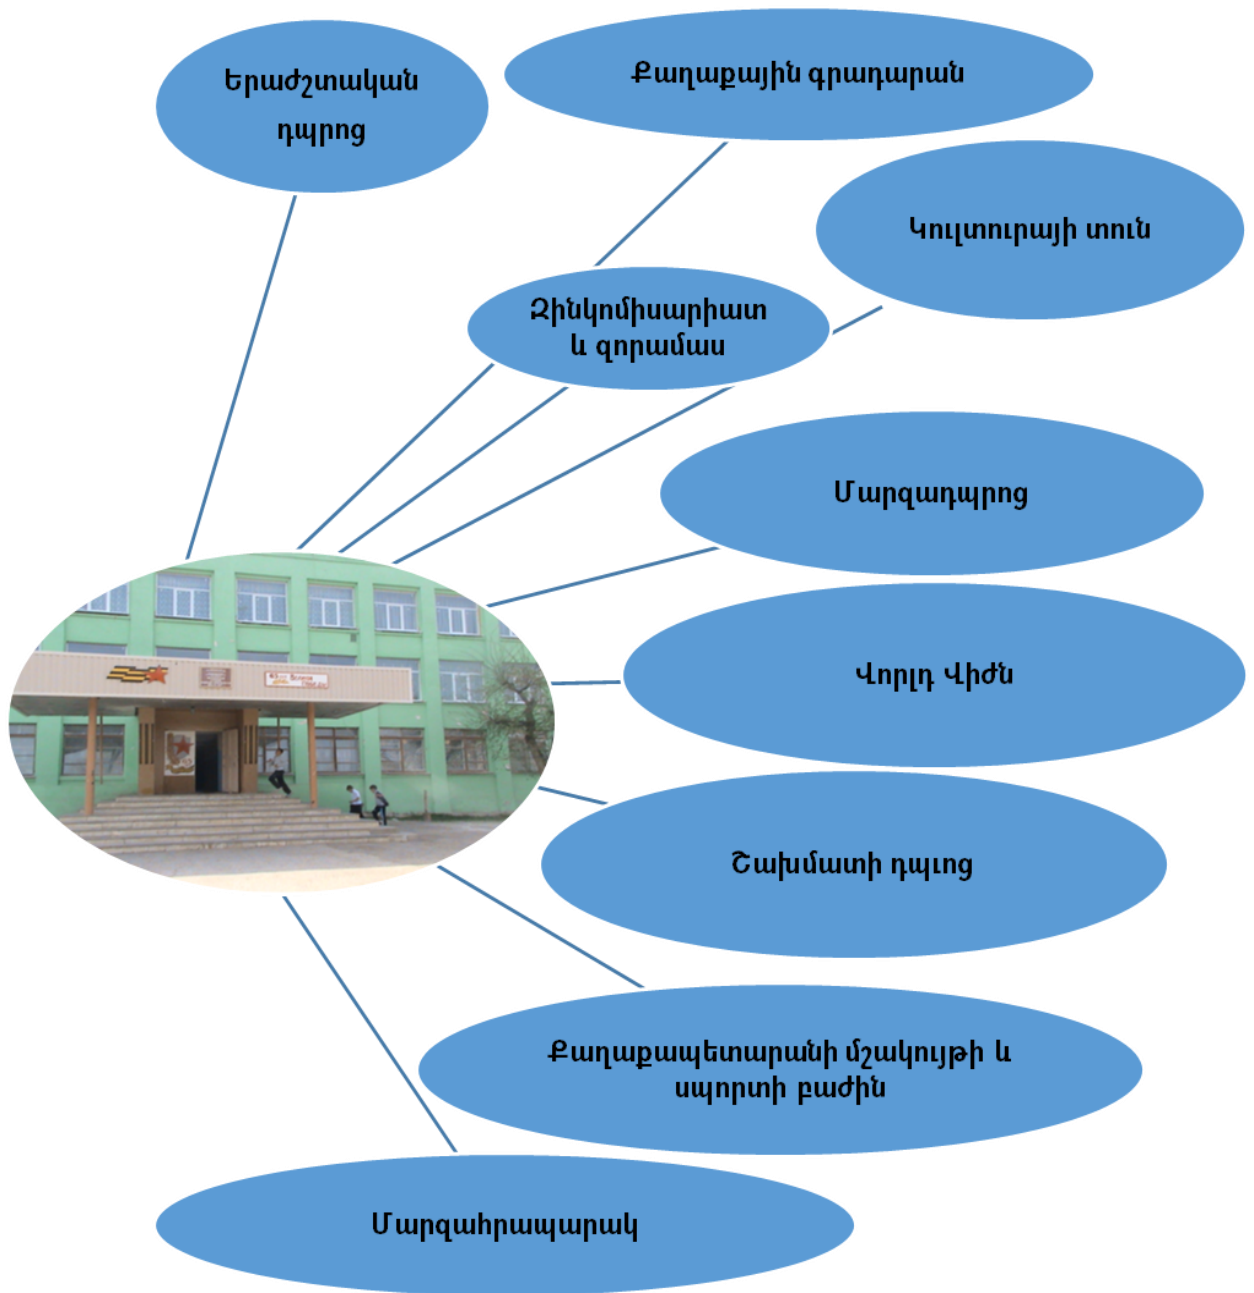 Երաժշտական
դպրոց
Քաղաքային գրադարան
Կուլտուրայի տուն
Զինկոմիսարիատ
և զորամաս
Մարզադպրոց
Վորլդ Վիժն
Շախմատի դպւոց
Քաղաքապետարանի մշակույթի և
սպորտի բաժին
Մարզահրապարակ